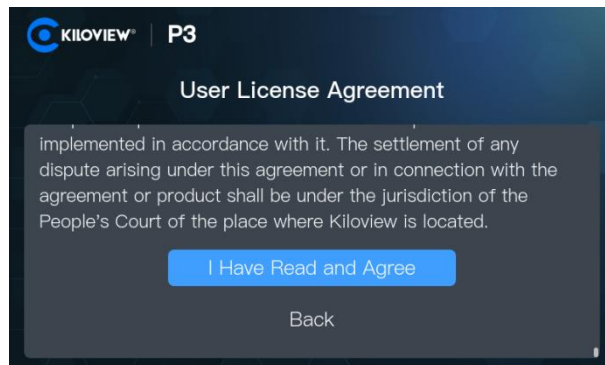 KILOVIEW® P3
User License Agreement
implemented in accordance with it. The settlement of any
dispute arising under this agreement or in connection with the
agreement or product shall be under the jurisdiction of the
People's Court of the place where Kiloview is located.
I Have Read and Agree
Back